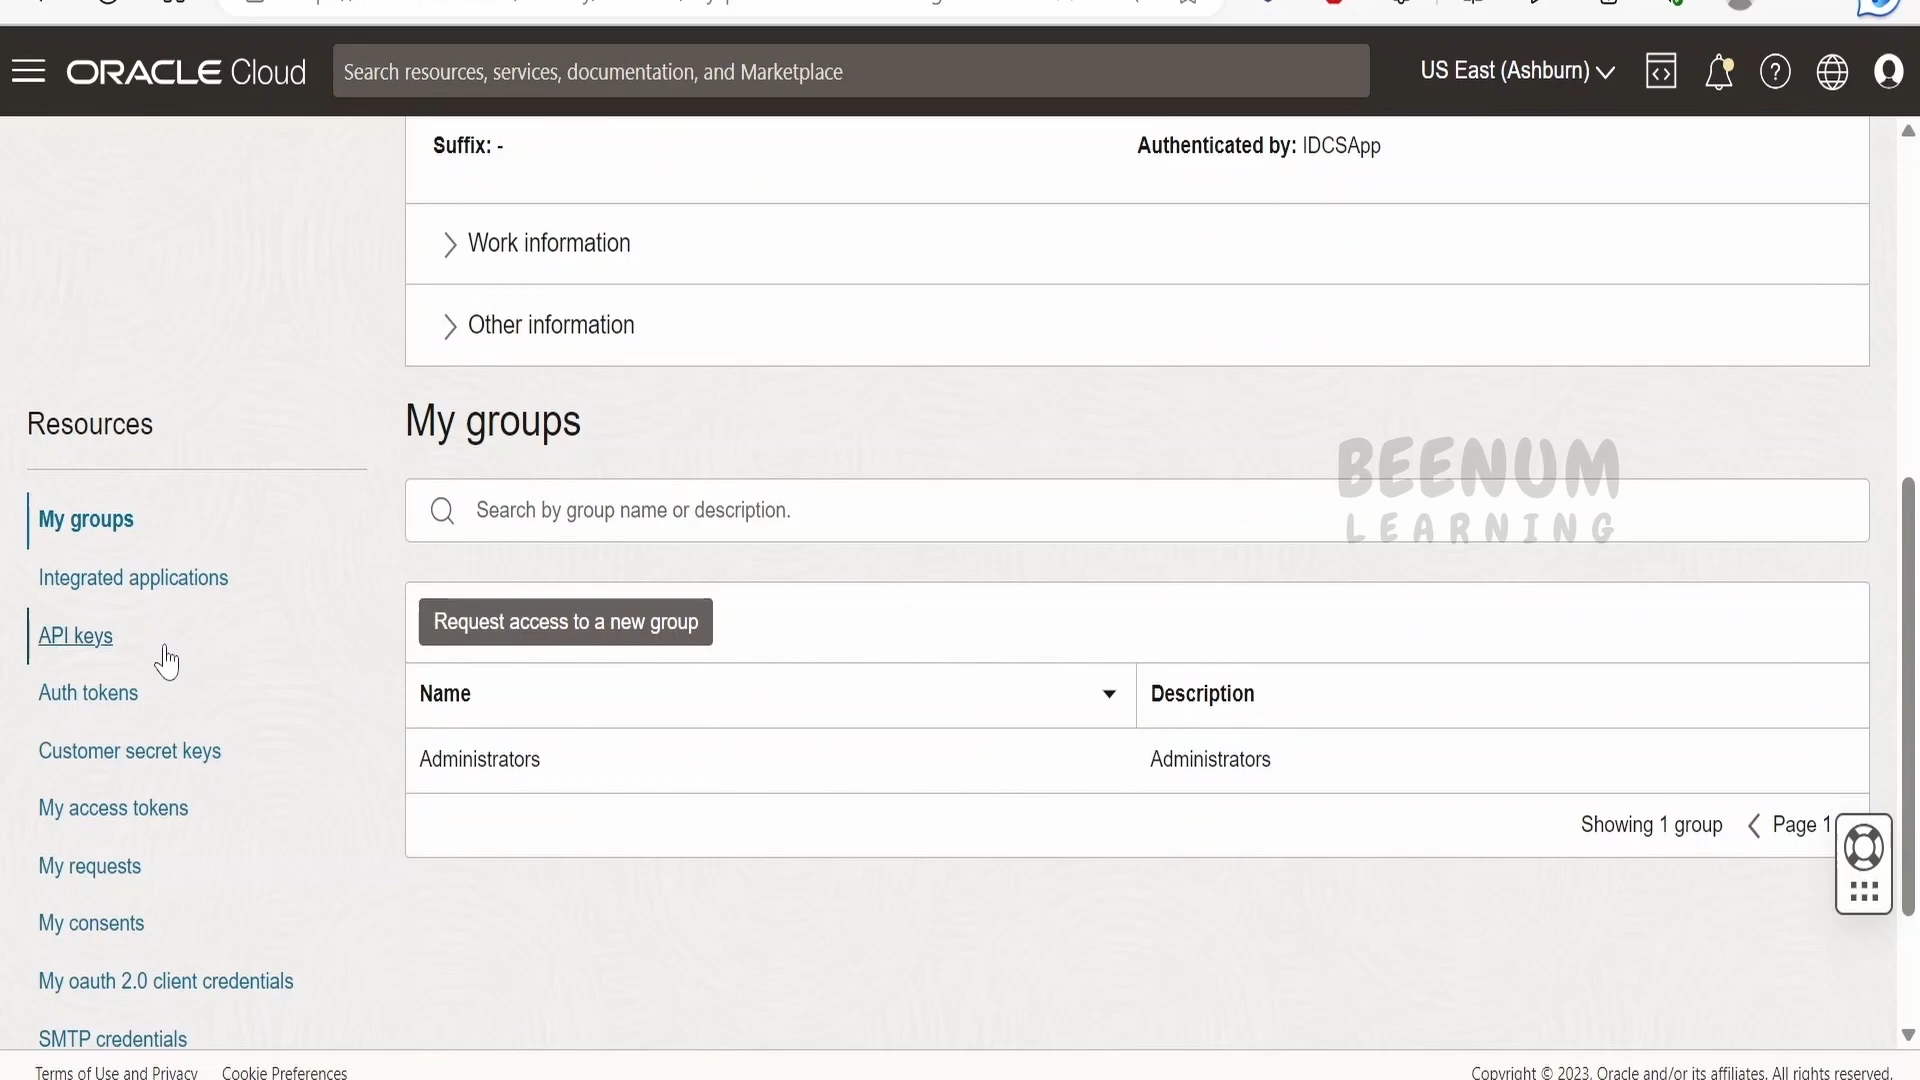 ORACLE Cloud
Search resources, services, documentation, and Marketplace
US East (Ashburn)
Suffix: -
Authenticated by: IDCSApp
Work information
Other information
Resources
My groups
Integrated applications
API keys
Auth tokens
Customer secret keys
My access tokens
My requests
My consents
My oauth 2.0 client credentials
SMTP credentials
My groups
Search by group name or description.
BEENUM
LEARNING
Request access to a new group
Name
Description
Administrators
Administrators
Showing 1 group
Page 1
Terms of Use and Privacy
Cookie Preferences
Copyright © 2023, Oracle and/or its affiliates. All rights reserved.